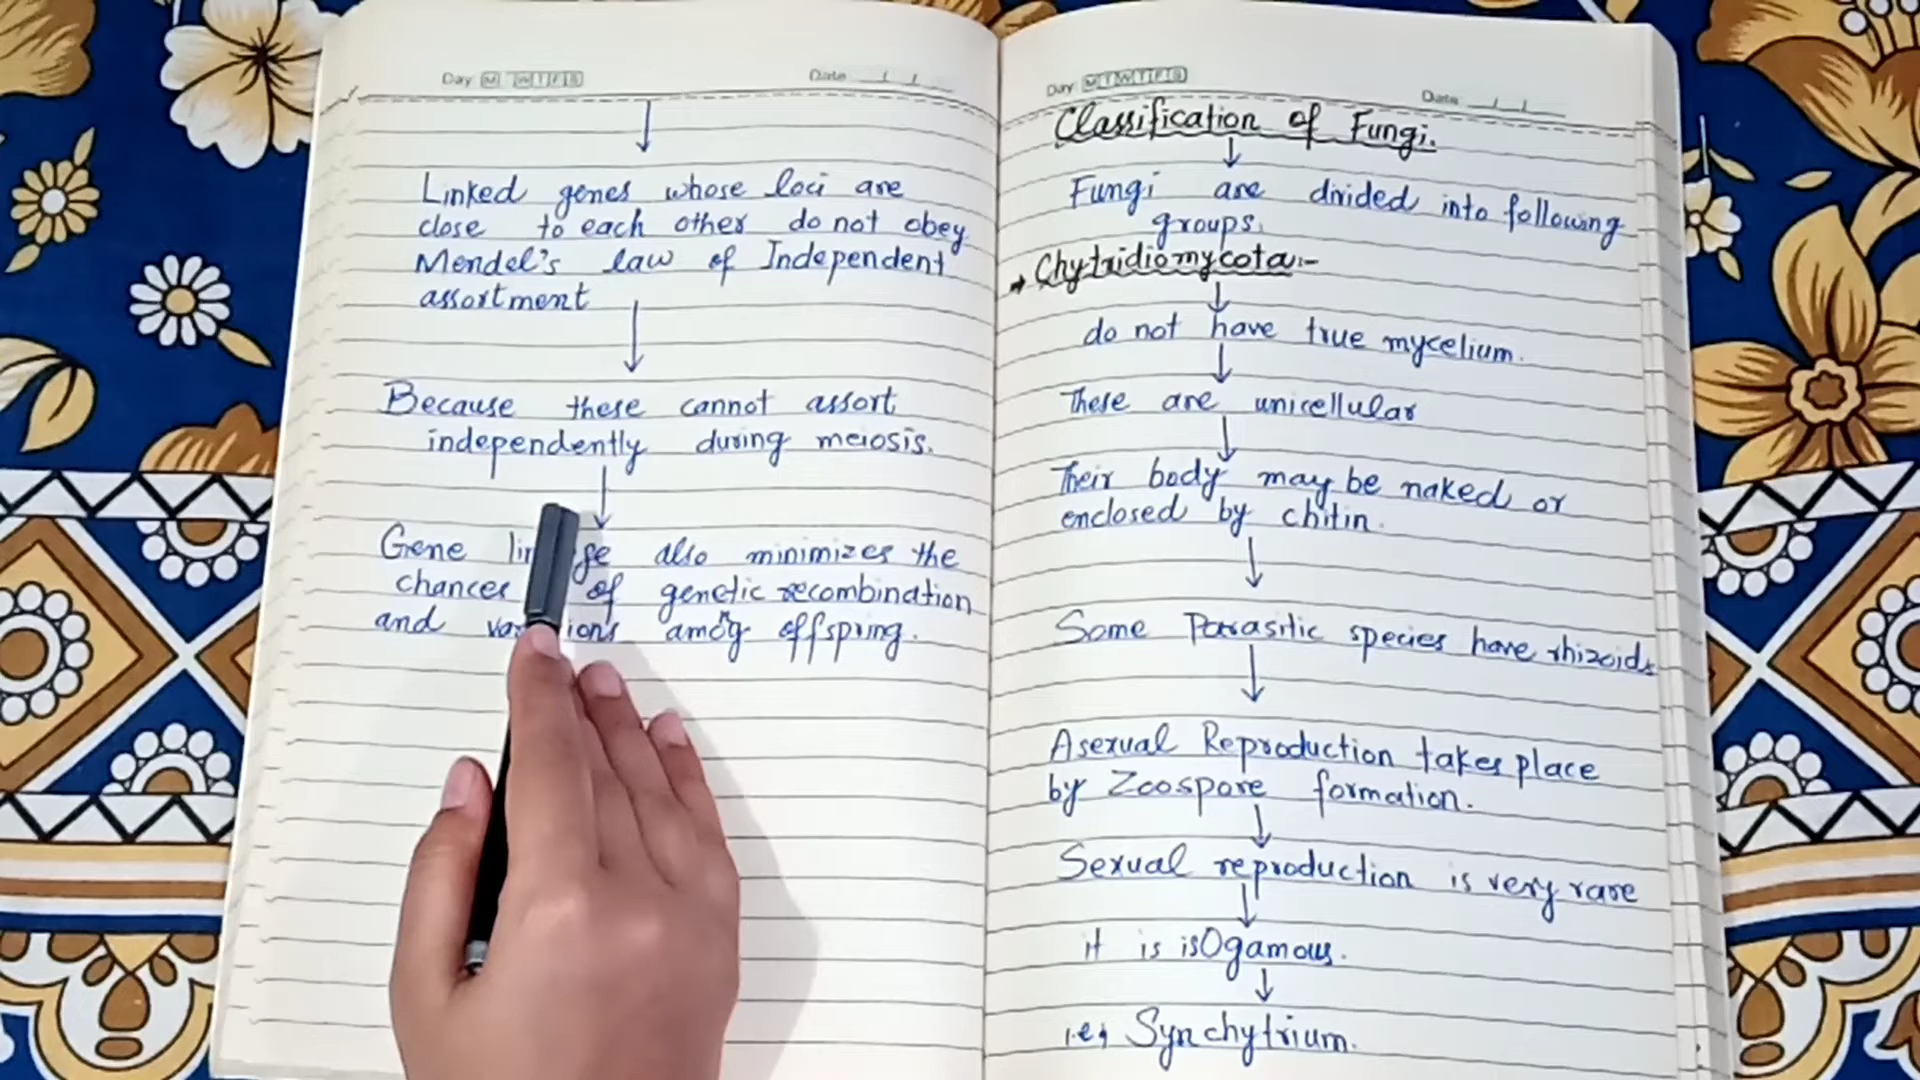 Day M W T F S Date / /
Linked genes whose loci are
close to each other do not obey
Mendel's law of Independent
assortment
Because these cannot assort
independently during meiosis.
Gene also minimizes the
chances of genetic recombination
and among offspring.
Day M T W T F S Date / /
Classification of Fungi.
Fungi are divided into following
groups.
→ Chytridiomycota:-
do not have true mycelium.
These are unicellular
Their body may be naked or
enclosed by chitin.
Some Parasitic species have rhizoids
Asexual Reproduction takes place
by Zoospore formation.
Sexual reproduction is very rare
it is isOgamous.
i.e, Synchytrium.